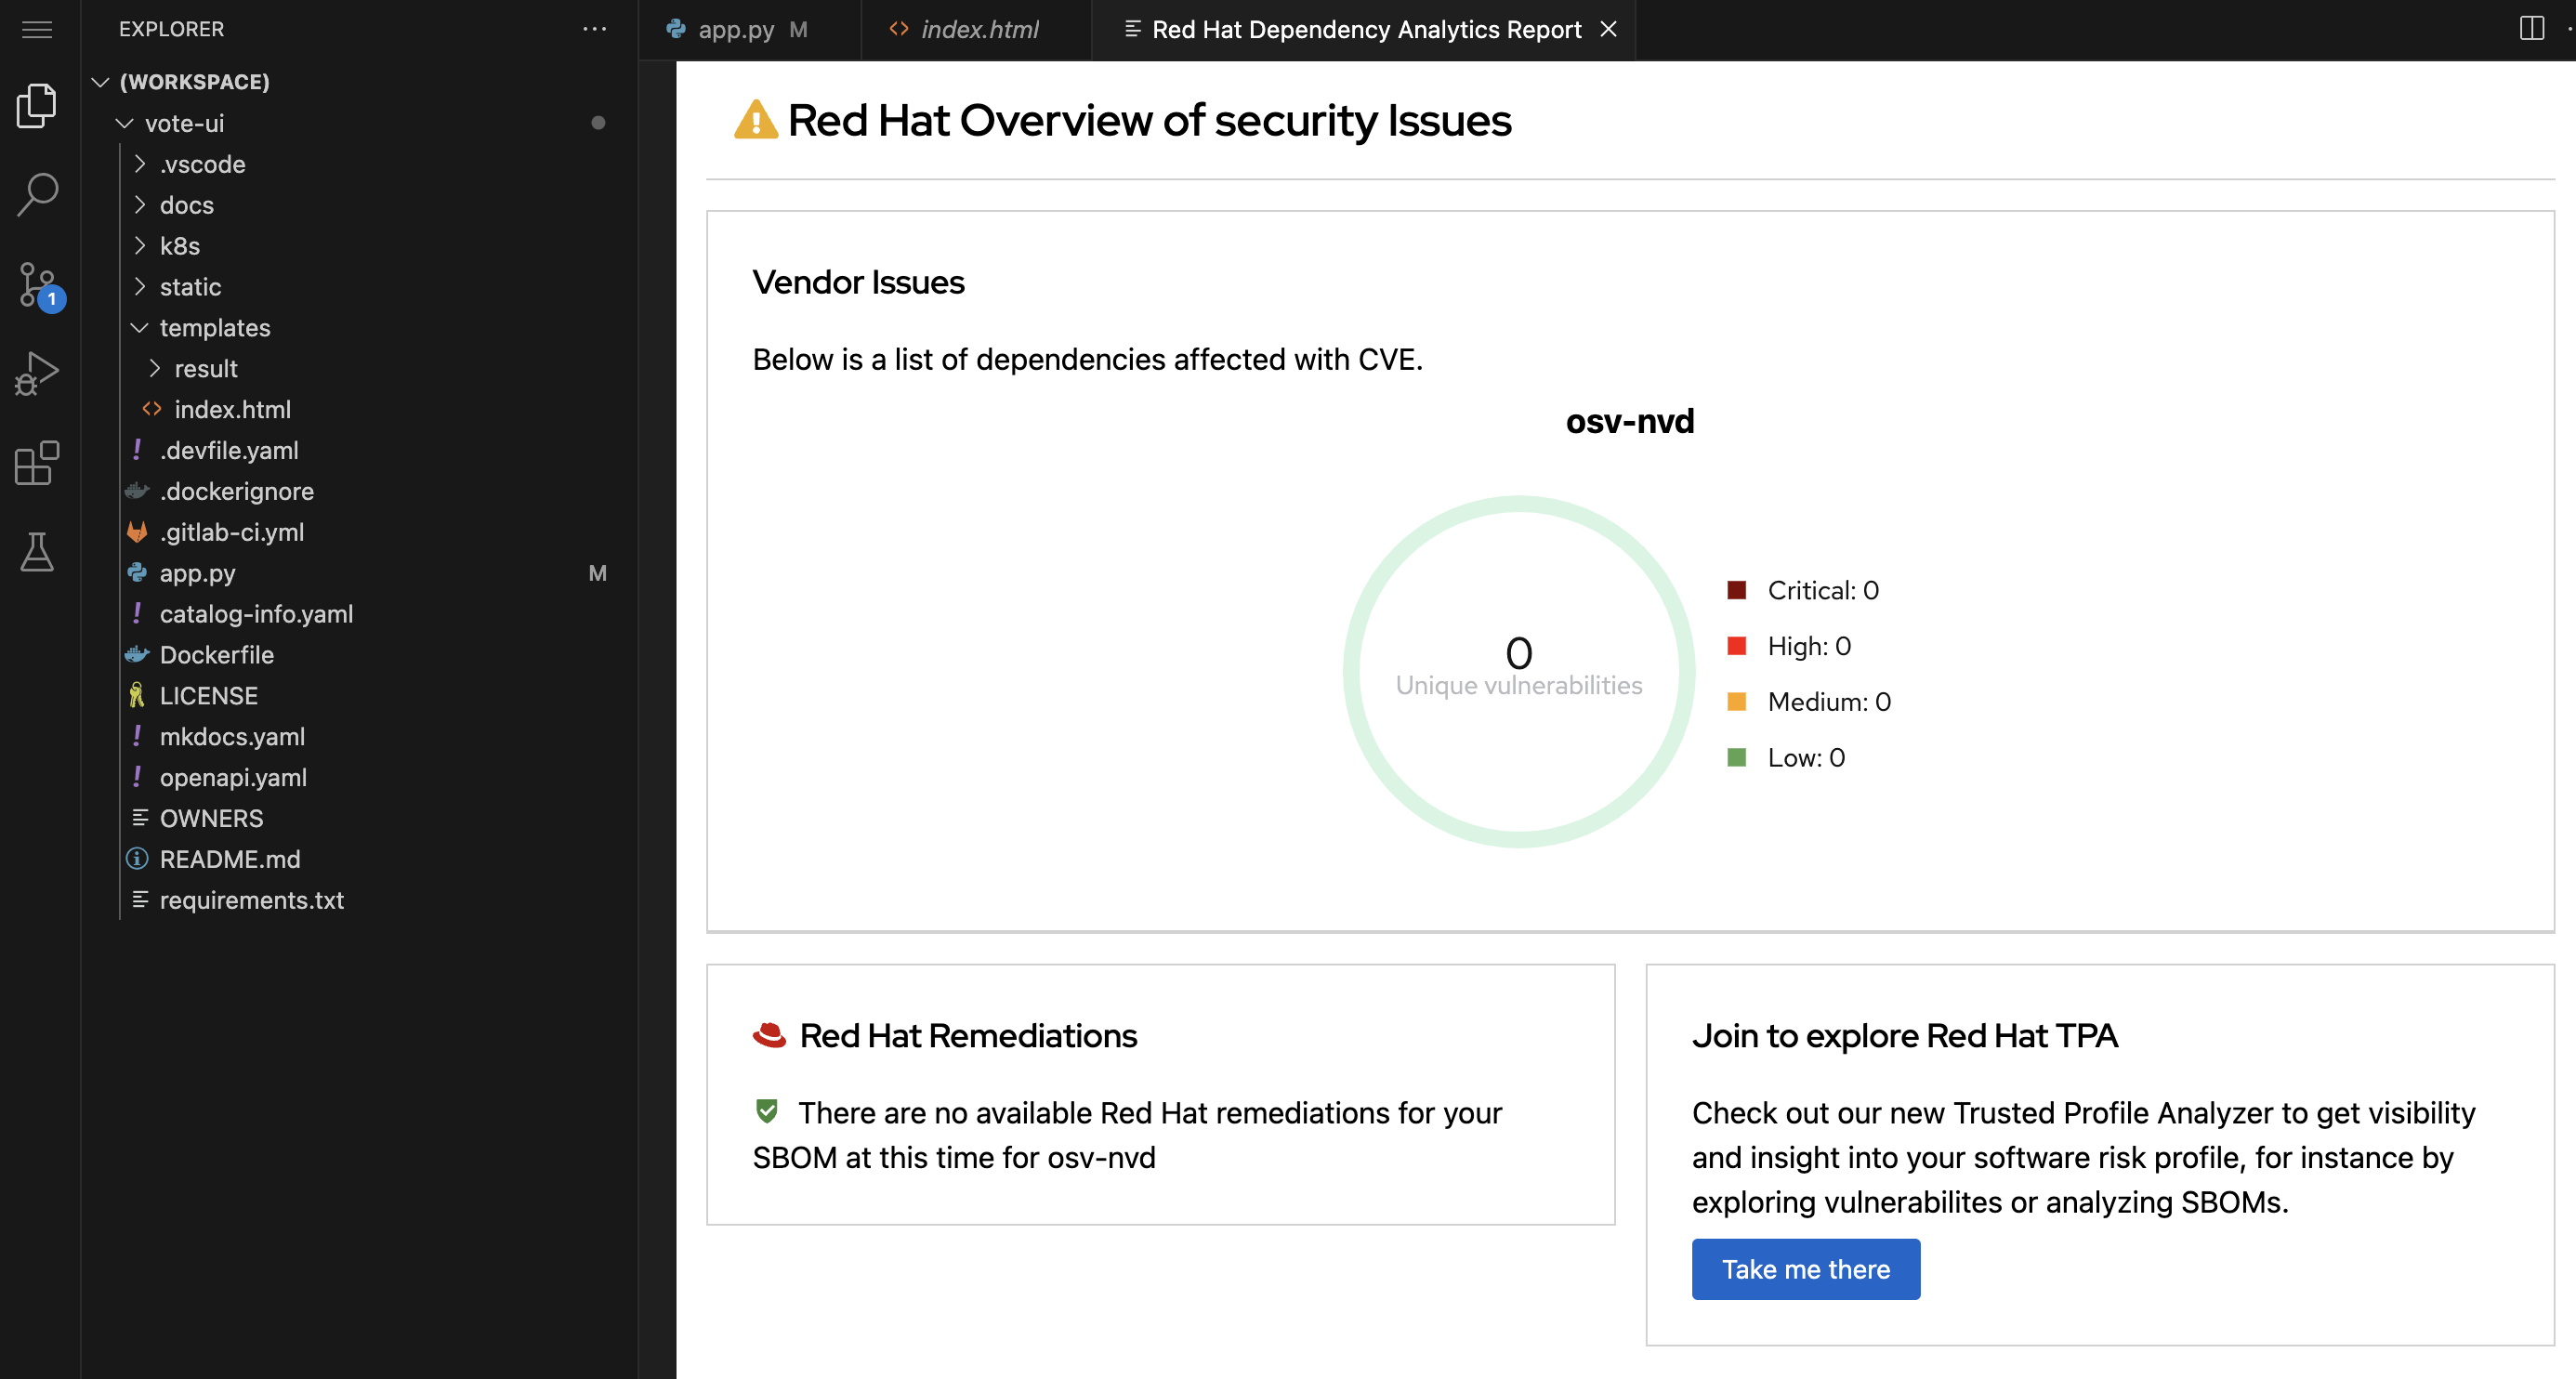 EXPLORER
app.py M
index.html
Red Hat Dependency Analytics Report
(WORKSPACE)
vote-ui
.vscode
docs
k8s
static
templates
result
index.html
.devfile.yaml
.dockerignore
.gitlab-ci.yml
app.py M
catalog-info.yaml
Dockerfile
LICENSE
mkdocs.yaml
openapi.yaml
OWNERS
README.md
requirements.txt
1
Red Hat Overview of security Issues
Vendor Issues
Below is a list of dependencies affected with CVE.
osv-nvd
0
Unique vulnerabilities
Critical: 0
High: 0
Medium: 0
Low: 0
Red Hat Remediations
There are no available Red Hat remediations for your
SBOM at this time for osv-nvd
Join to explore Red Hat TPA
Check out our new Trusted Profile Analyzer to get visibility
and insight into your software risk profile, for instance by
exploring vulnerabilites or analyzing SBOMs.
Take me there